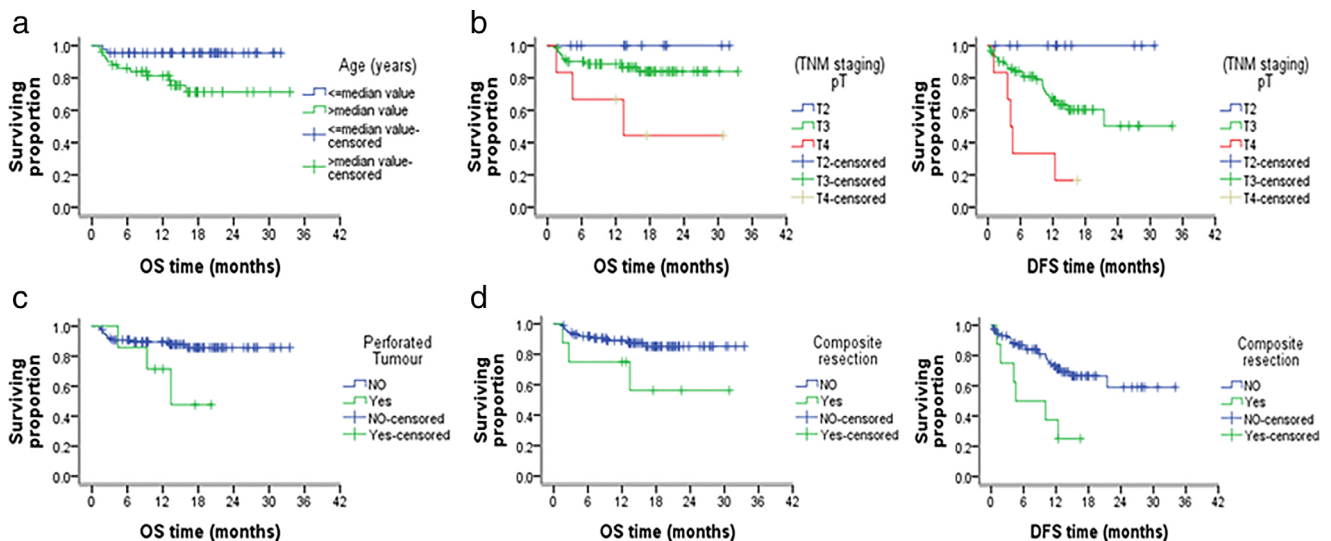 a
1.0
0.8
0.6
0.4
0.2
0.0
Surviving
proportion
0 6 12 18 24 30 36 42
OS time (months)
Age (years)
<=median value
>median value
<=median value-
censored
>median value-
censored
b
1.0
0.8
0.6
0.4
0.2
0.0
Surviving
proportion
0 6 12 18 24 30 36 42
OS time (months)
(TNM staging)
pT
T2
T3
T4
T2-censored
T3-censored
T4-censored
1.0
0.8
0.6
0.4
0.2
0.0
Surviving
proportion
0 6 12 18 24 30 36 42
DFS time (months)
(TNM staging)
pT
T2
T3
T4
T2-censored
T3-censored
T4-censored
c
1.0
0.8
0.6
0.4
0.2
0.0
Surviving
proportion
0 6 12 18 24 30 36 42
OS time (months)
Perforated
Tumour
NO
Yes
NO-censored
Yes-censored
d
1.0
0.8
0.6
0.4
0.2
0.0
Surviving
proportion
0 6 12 18 24 30 36 42
OS time (months)
Composite
resection
NO
Yes
NO-censored
Yes-censored
1.0
0.8
0.6
0.4
0.2
0.0
Surviving
proportion
0 6 12 18 24 30 36 42
DFS time (months)
Composite
resection
NO
Yes
NO-censored
Yes-censored